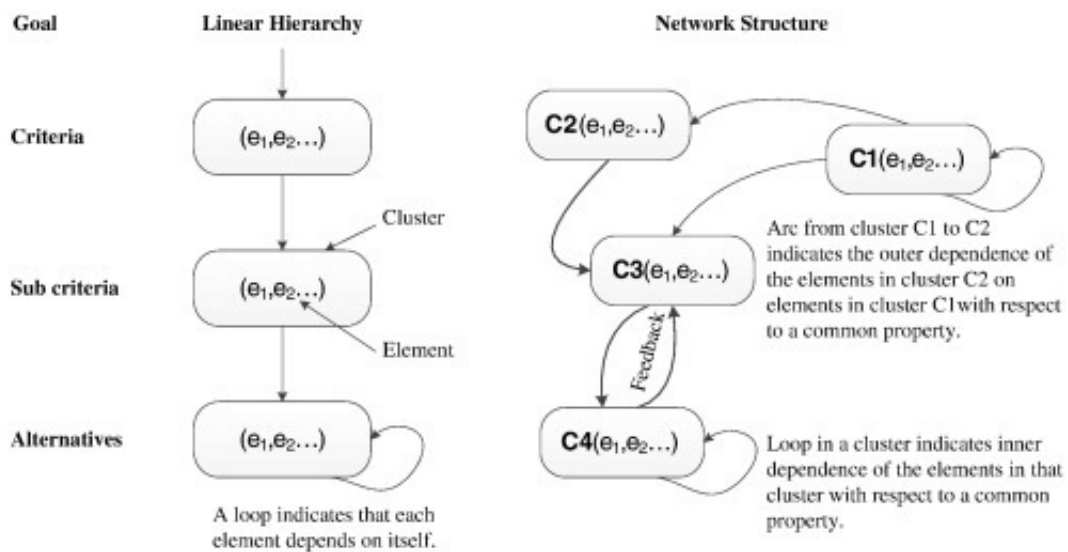 Goal
Linear Hierarchy
Network Structure
Criteria
(e₁,e₂...)
C2(e₁,e₂...)
C1(e₁,e₂...)
Cluster
Arc from cluster C1 to C2
indicates the outer dependence of
the elements in cluster C2 on
elements in cluster C1with respect
to a common property.
Sub criteria
(e₁,e₂...)
C3(e₁,e₂...)
Element
Feedback
Alternatives
(e₁,e₂...)
C4(e₁,e₂...)
Loop in a cluster indicates inner
dependence of the elements in that
cluster with respect to a common
property.
A loop indicates that each
element depends on itself.